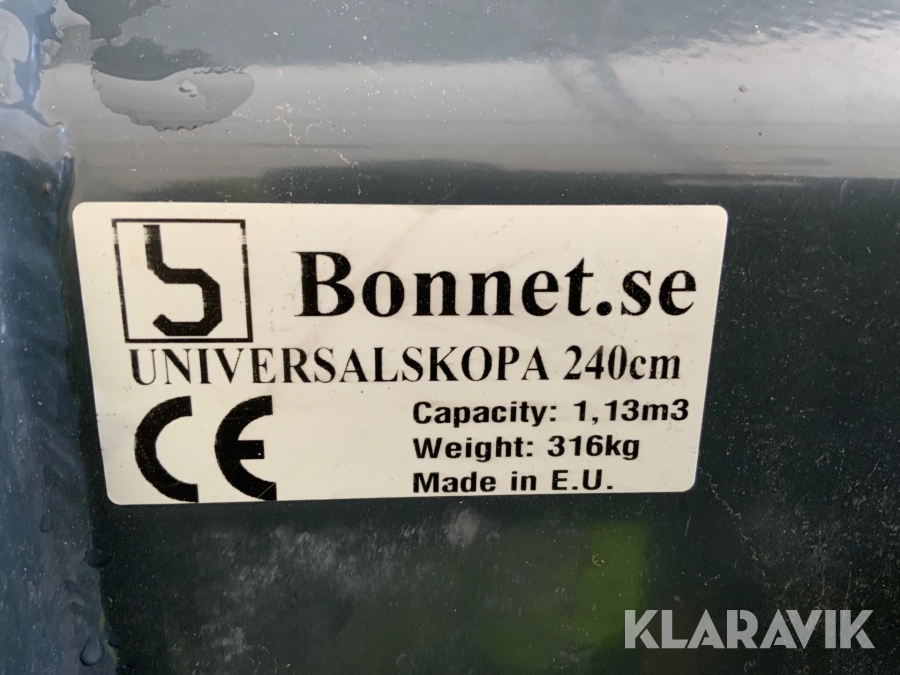 Bonnet.se
UNIVERSALSKOPA 240cm
CE
Capacity: 1,13m3
Weight: 316kg
Made in E.U.
KLARAVIK